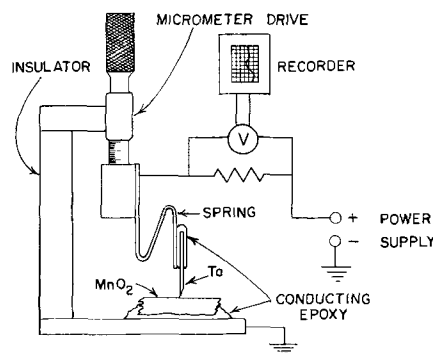 MICROMETER DRIVE
INSULATOR
RECORDER
V
SPRING
+ POWER
- SUPPLY
Ta
MnO2
CONDUCTING
EPOXY